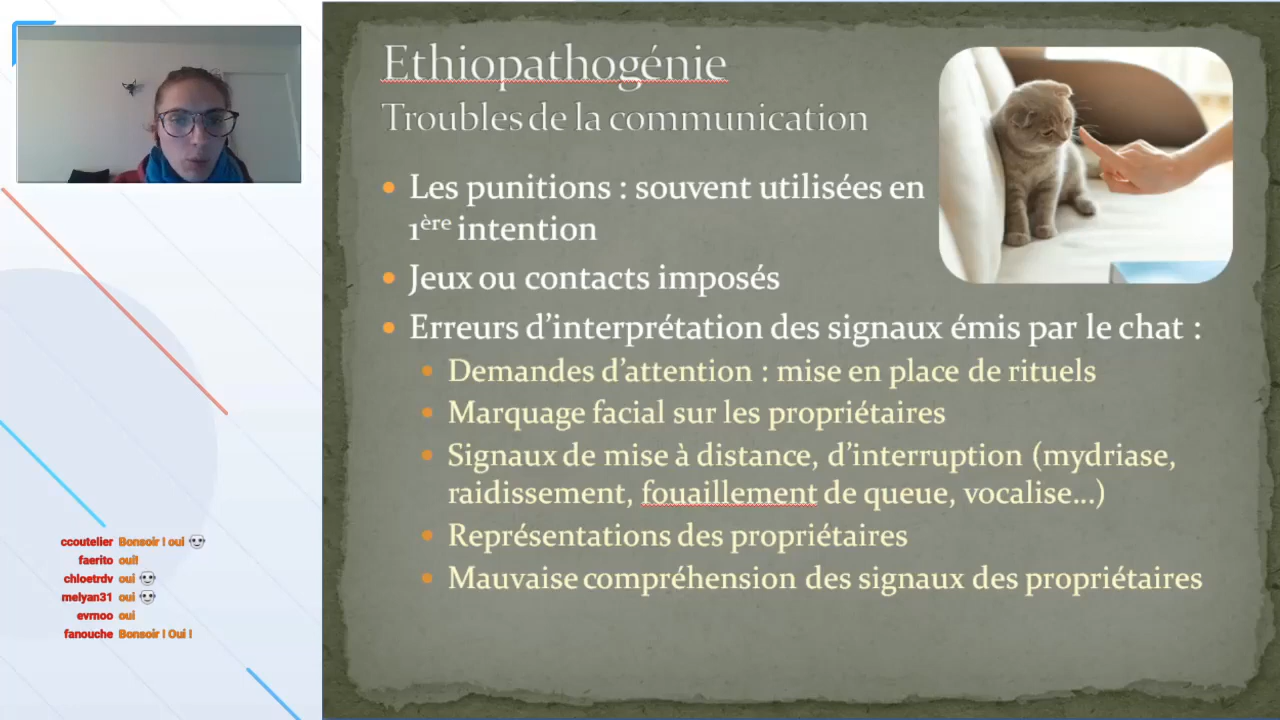 Ethiopathogénie
Troubles de la communication
Les punitions : souvent utilisées en
1ère intention
Jeux ou contacts imposés
Erreurs d’interprétation des signaux émis par le chat :
Demandes d’attention : mise en place de rituels
Marquage facial sur les propriétaires
Signaux de mise à distance, d’interruption (mydriase,
raidissement, fouaillement de queue, vocalise…)
Représentations des propriétaires
Mauvaise compréhension des signaux des propriétaires
ccoutelier Bonsoir ! oui
faerito oui!
chloetrdv oui
melyan31 oui
evrnoo oui
fanouche Bonsoir ! Oui !